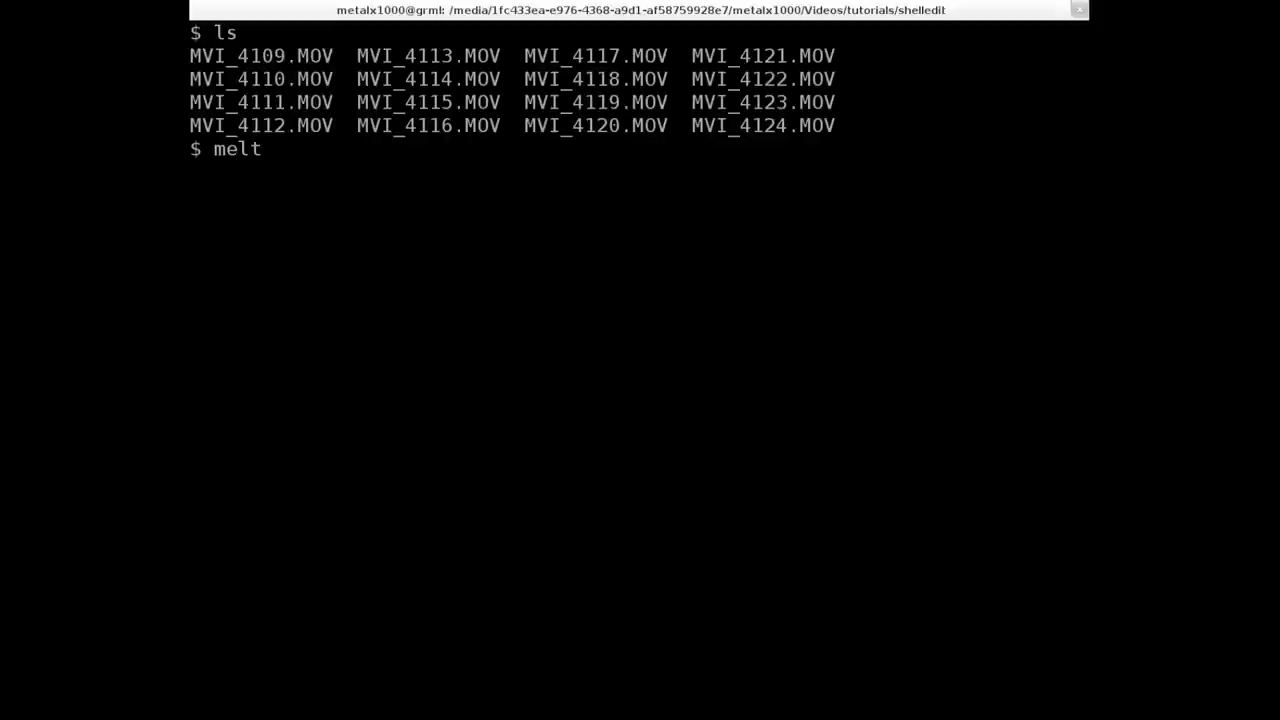 metalx1000@grml: /media/1fc433ea-e976-4368-a9d1-af58759928e7/metalx1000/Videos/tutorials/shelledit
$ ls
MVI_4109.MOV  MVI_4113.MOV  MVI_4117.MOV  MVI_4121.MOV
MVI_4110.MOV  MVI_4114.MOV  MVI_4118.MOV  MVI_4122.MOV
MVI_4111.MOV  MVI_4115.MOV  MVI_4119.MOV  MVI_4123.MOV
MVI_4112.MOV  MVI_4116.MOV  MVI_4120.MOV  MVI_4124.MOV
$ melt